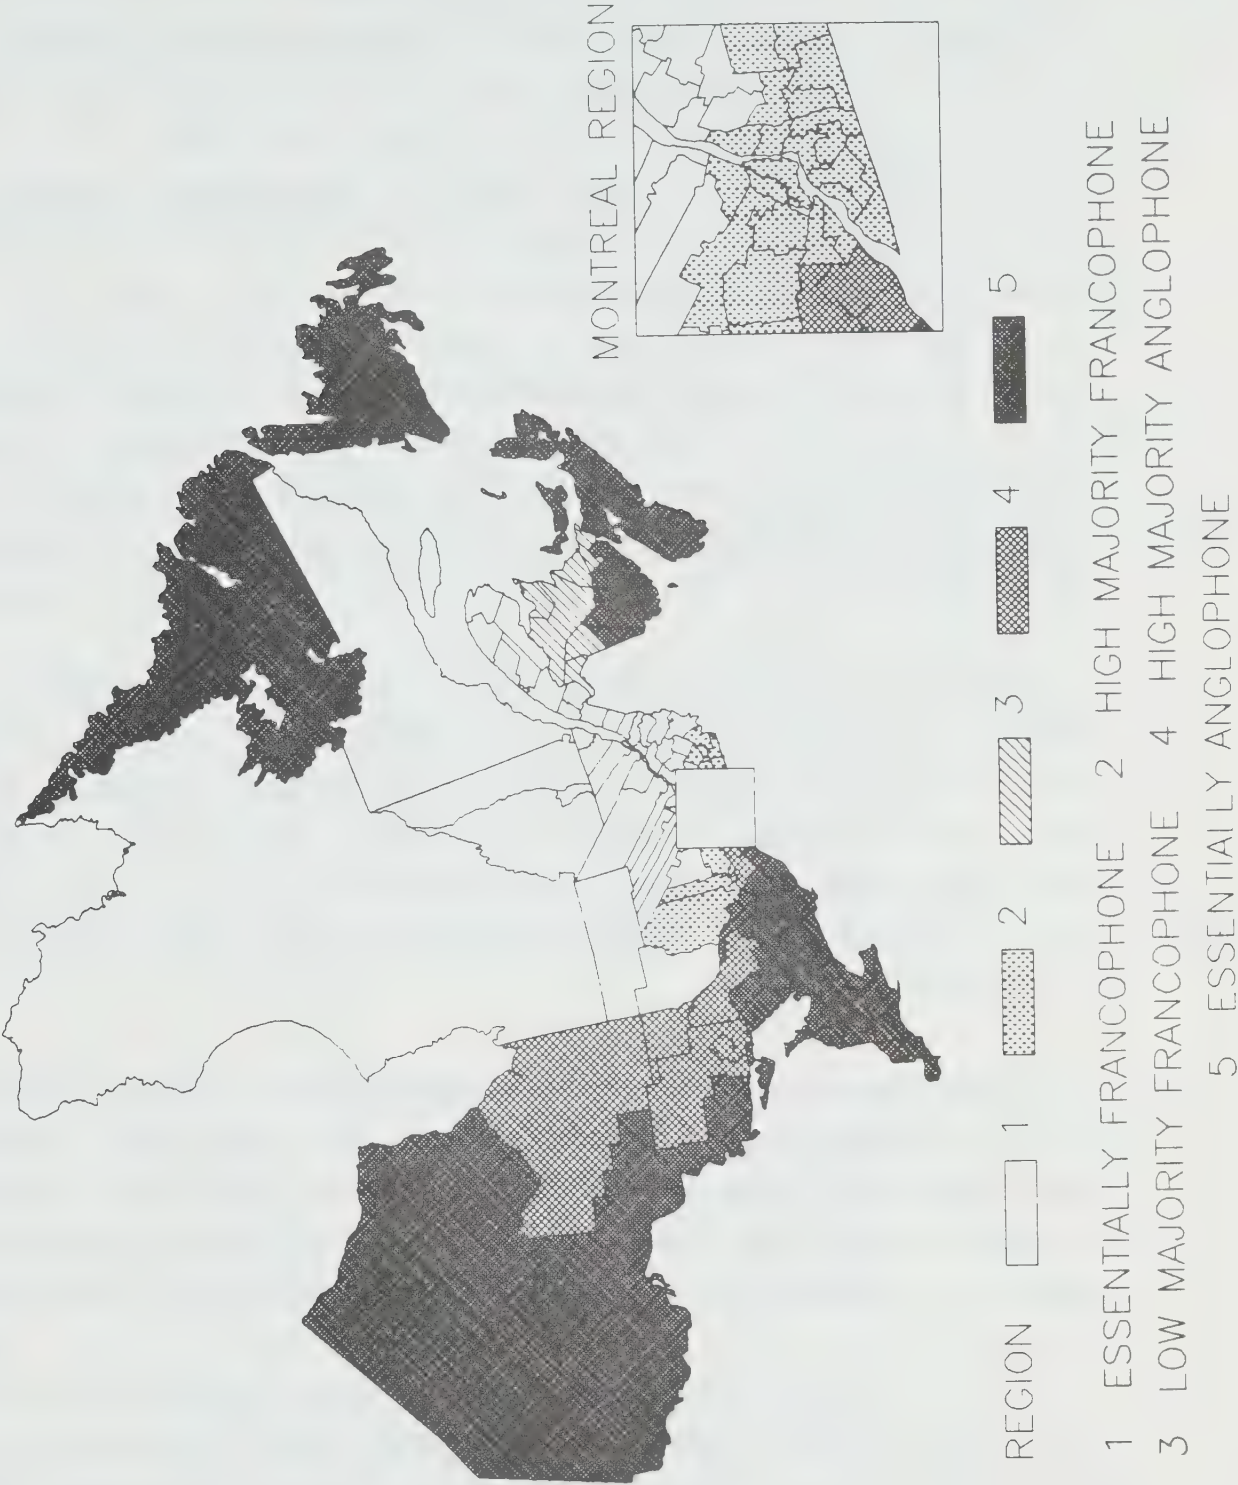 MONTREAL REGION
REGION 1 2 3 4 5
1 ESSENTIALLY FRANCOPHONE 2 HIGH MAJORITY FRANCOPHONE
3 LOW MAJORITY FRANCOPHONE 4 HIGH MAJORITY ANGLOPHONE
5 ESSENTIALLY ANGLOPHONE